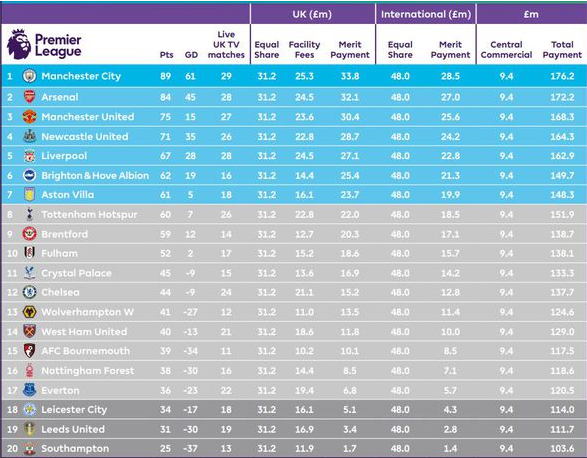 UK (£m) International (£m) £m
Premier League
Pts GD Live UK TV matches Equal Share Facility Fees Merit Payment Equal Share Merit Payment Central Commercial Total Payment
1 Manchester City 89 61 29 31.2 25.3 33.8 48.0 28.5 9.4 176.2
2 Arsenal 84 45 28 31.2 24.5 32.1 48.0 27.0 9.4 172.2
3 Manchester United 75 15 27 31.2 23.6 30.4 48.0 25.6 9.4 168.3
4 Newcastle United 71 35 26 31.2 22.8 28.7 48.0 24.2 9.4 164.3
5 Liverpool 67 28 28 31.2 24.5 27.1 48.0 22.8 9.4 162.9
6 Brighton & Hove Albion 62 19 16 31.2 14.4 25.4 48.0 21.3 9.4 149.7
7 Aston Villa 61 5 18 31.2 16.1 23.7 48.0 19.9 9.4 148.3
8 Tottenham Hotspur 60 7 26 31.2 22.8 22.0 48.0 18.5 9.4 151.9
9 Brentford 59 12 14 31.2 12.7 20.3 48.0 17.1 9.4 138.7
10 Fulham 52 2 17 31.2 15.2 18.6 48.0 15.7 9.4 138.1
11 Crystal Palace 45 -9 15 31.2 13.6 16.9 48.0 14.2 9.4 133.3
12 Chelsea 44 -9 24 31.2 21.1 15.2 48.0 12.8 9.4 137.7
13 Wolverhampton W 41 -27 12 31.2 11.0 13.5 48.0 11.4 9.4 124.6
14 West Ham United 40 -13 21 31.2 18.6 11.8 48.0 10.0 9.4 129.0
15 AFC Bournemouth 39 -34 11 31.2 10.2 10.1 48.0 8.5 9.4 117.5
16 Nottingham Forest 38 -30 16 31.2 14.4 8.5 48.0 7.1 9.4 118.6
17 Everton 36 -23 22 31.2 19.4 6.8 48.0 5.7 9.4 120.5
18 Leicester City 34 -17 18 31.2 16.1 5.1 48.0 4.3 9.4 114.0
19 Leeds United 31 -30 19 31.2 16.9 3.4 48.0 2.8 9.4 111.7
20 Southampton 25 -37 13 31.2 11.9 1.7 48.0 1.4 9.4 103.6